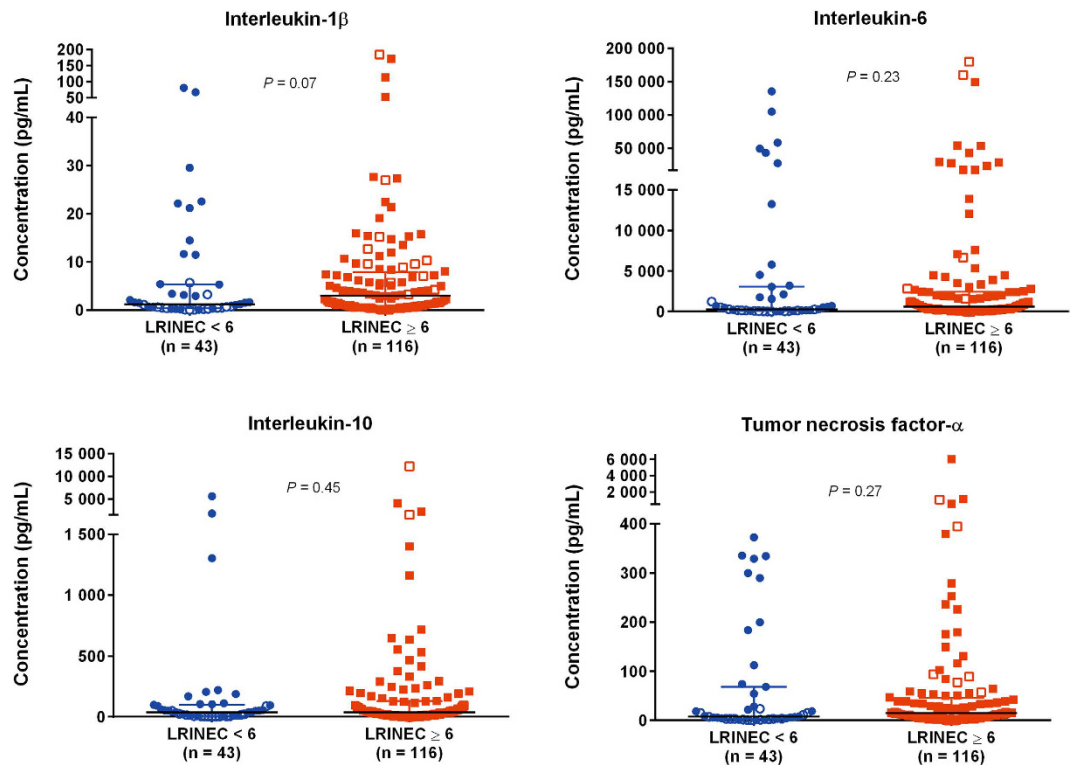 Interleukin-1β
Concentration (pg/mL)
200
150
100
50
40
30
20
10
0
P = 0.07
LRINEC < 6
(n = 43)
LRINEC ≥ 6
(n = 116)
Interleukin-6
Concentration (pg/mL)
200 000
150 000
100 000
50 000
15 000
10 000
5 000
0
P = 0.23
LRINEC < 6
(n = 43)
LRINEC ≥ 6
(n = 116)
Interleukin-10
Concentration (pg/mL)
15 000
10 000
5 000
1 500
1 000
500
0
P = 0.45
LRINEC < 6
(n = 43)
LRINEC ≥ 6
(n = 116)
Tumor necrosis factor-α
Concentration (pg/mL)
6 000
4 000
2 000
400
300
200
100
0
P = 0.27
LRINEC < 6
(n = 43)
LRINEC ≥ 6
(n = 116)